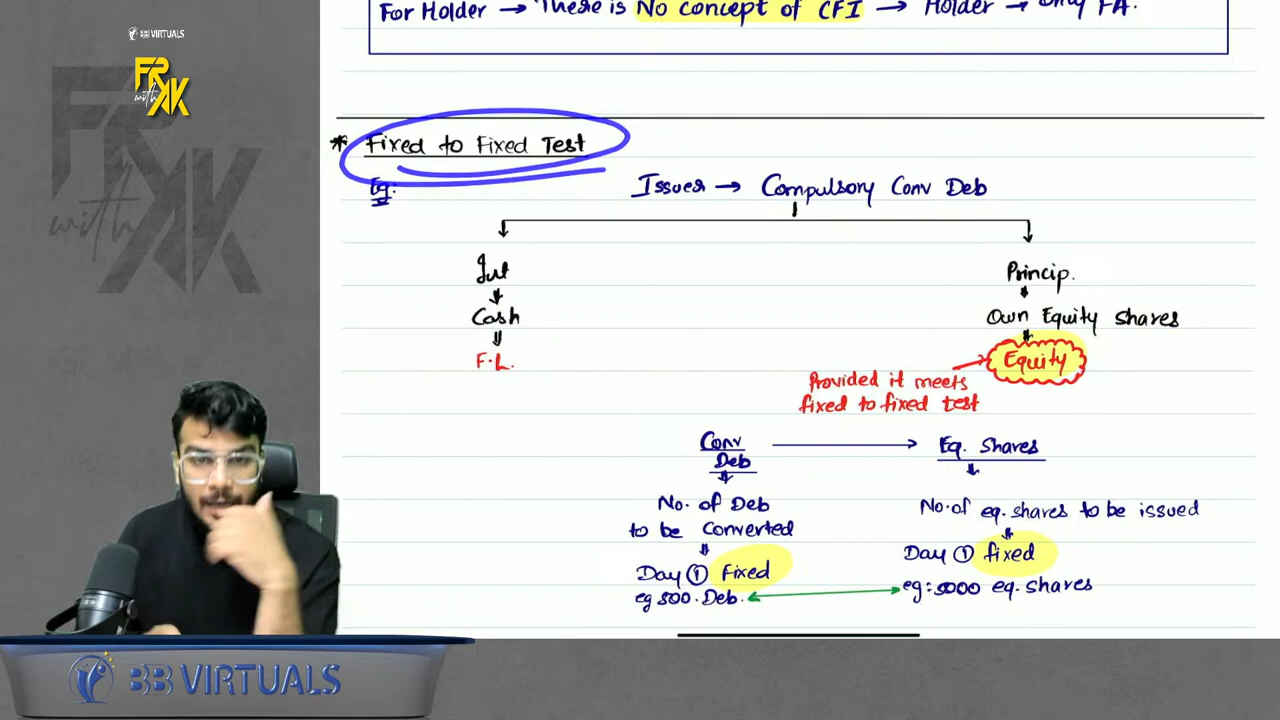 For Holder → There is No concept of CFI → Holder → Only FA.
BB VIRTUALS
FR
with
KK
* Fixed to Fixed Test
Eg:
Issuer → Compulsory Conv Deb
Int
Princip.
Cash
Own Equity Shares
F.L.
Equity
Provided it meets
fixed to fixed test
Conv
Deb
Eq. Shares
No. of Deb
to be Converted
No. of eq. shares to be issued
Day ① Fixed
Day ① fixed
eg 500. Deb.
eg: 5000 eq. shares
BB VIRTUALS